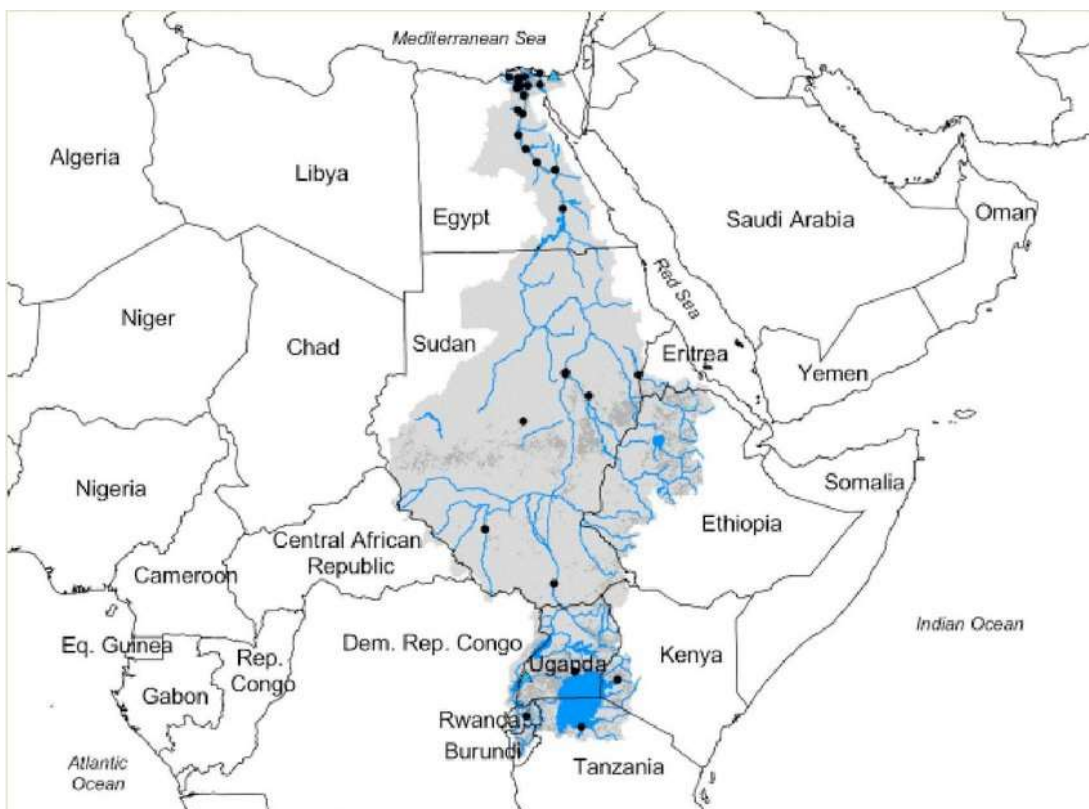 Mediterranean Sea
Algeria
Libya
Egypt
Saudi Arabia
Oman
Red Sea
Niger
Chad
Sudan
Eritrea
Yemen
Nigeria
Somalia
Ethiopia
Central African
Republic
Cameroon
Indian Ocean
Eq. Guinea
Rep.
Congo
Dem. Rep. Congo
Uganda
Kenya
Gabon
Rwanda
Burundi
Atlantic
Ocean
Tanzania